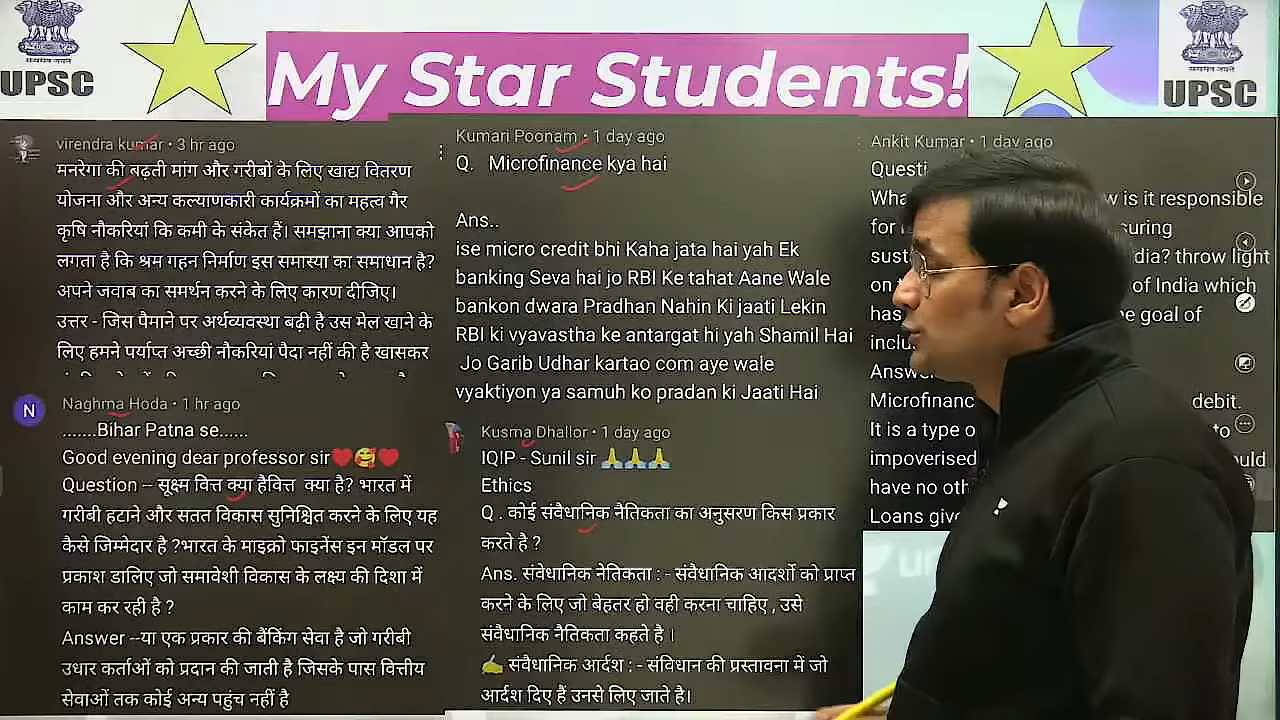 UPSC
My Star Students!
UPSC
virendra kumar • 3 hr ago
मनरेगा की बढ़ती मांग और गरीबों के लिए खाद्य वितरण
योजना और अन्य कल्याणकारी कार्यक्रमों का महत्व गैर
कृषि नौकरियां कि कमी के संकेत हैं। समझाना क्या आपको
लगता है कि श्रम गहन निर्माण इस समास्या का समाधान है?
अपने जवाब का समर्थन करने के लिए कारण दीजिए।
उत्तर - जिस पैमाने पर अर्थव्यवस्था बढ़ी है उस मेल खाने के
लिए हमने पर्याप्त अच्छी नौकरियां पैदा नहीं की है खासकर
N
Naghma Hoda • 1 hr ago
.......Bihar Patna se......
Good evening dear professor sir♥️🥰♥️
Question – सूक्ष्म वित्त क्या हैवित्त क्या है? भारत में
गरीबी हटाने और सतत विकास सुनिश्चित करने के लिए यह
कैसे जिम्मेदार है ?भारत के माइक्रो फाइनेंस इन मॉडल पर
प्रकाश डालिए जो समावेशी विकास के लक्ष्य की दिशा में
काम कर रही है ?
Answer –या एक प्रकार की बैंकिंग सेवा है जो गरीबी
उधार कर्ताओं को प्रदान की जाती है जिसके पास वित्तीय
सेवाओं तक कोई अन्य पहुंच नहीं है
Kumari Poonam • 1 day ago
Q. Microfinance kya hai
Ans..
ise micro credit bhi Kaha jata hai yah Ek
banking Seva hai jo RBI Ke tahat Aane Wale
bankon dwara Pradhan Nahin Ki jaati Lekin
RBI ki vyavastha ke antargat hi yah Shamil Hai
Jo Garib Udhar kartao com aye wale
vyaktiyon ya samuh ko pradan ki Jaati Hai
Kusma Dhallor • 1 day ago
IQIP - Sunil sir 🙏🙏🙏
Ethics
Q . कोई संवैधानिक नैतिकता का अनुसरण किस प्रकार
करते है ?
Ans. संवेधानिक नेतिकता : - संवैधानिक आदर्शो को प्राप्त
करने के लिए जो बेहतर हो वही करना चाहिए , उसे
संवैधानिक नैतिकता कहते है ।
✍️ संवैधानिक आदर्श : - संविधान की प्रस्तावना में जो
आदर्श दिए हैं उनसे लिए जाते है।
Ankit Kumar • 1 day ago
is it responsible
for
throw light
on of India which
has goal of
Answer
debit.
It is a type to
impoverised
have no
Loans